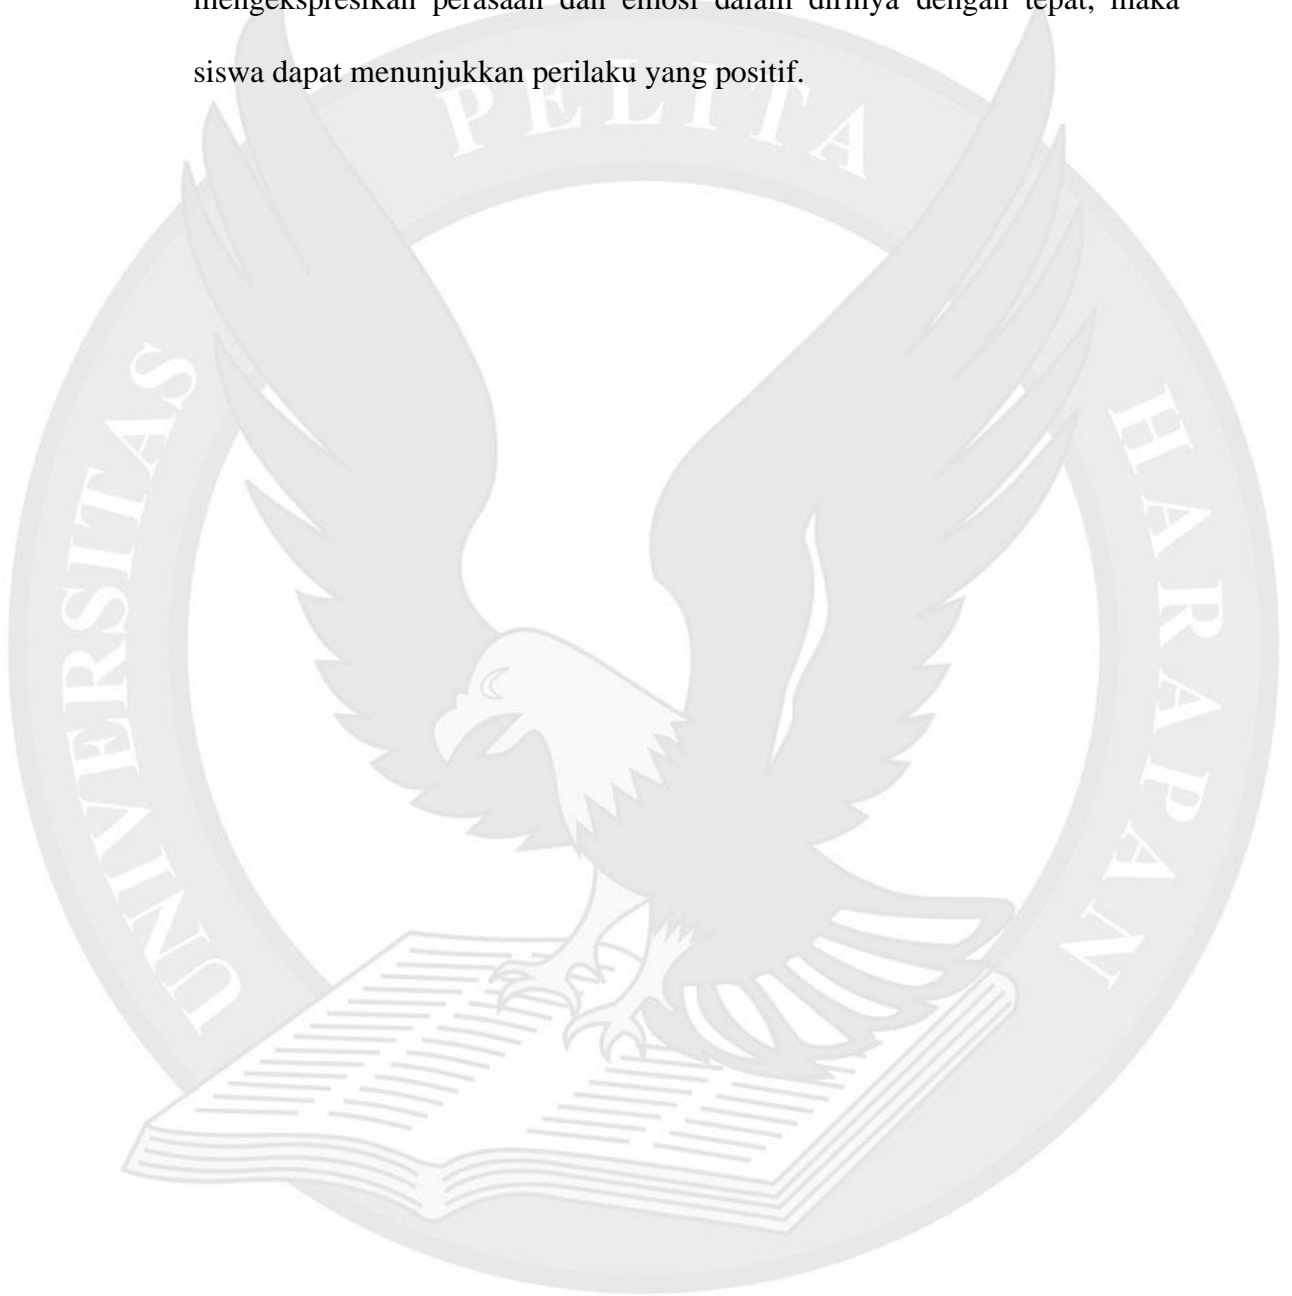 mengekspresikan perasaan dan emosi dalam dirinya dengan tepat, maka
siswa dapat menunjukkan perilaku yang positif.
UNIVERSITAS PELITA HARAPAN